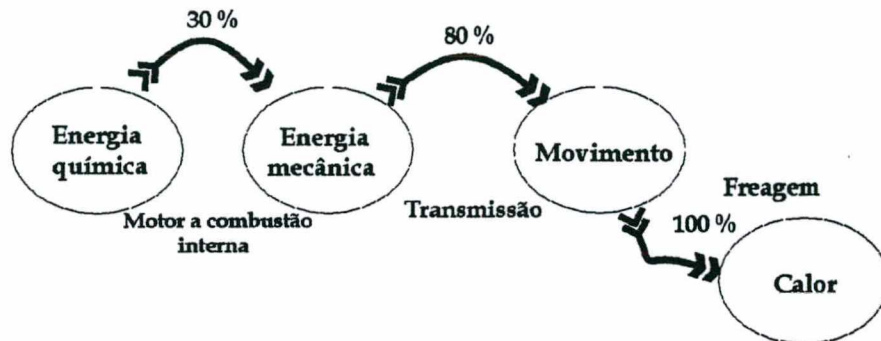 30 %
80 %
Energia
química
Energia
mecânica
Movimento
Motor a combustão
interna
Transmissão
Freagem
100 %
Calor